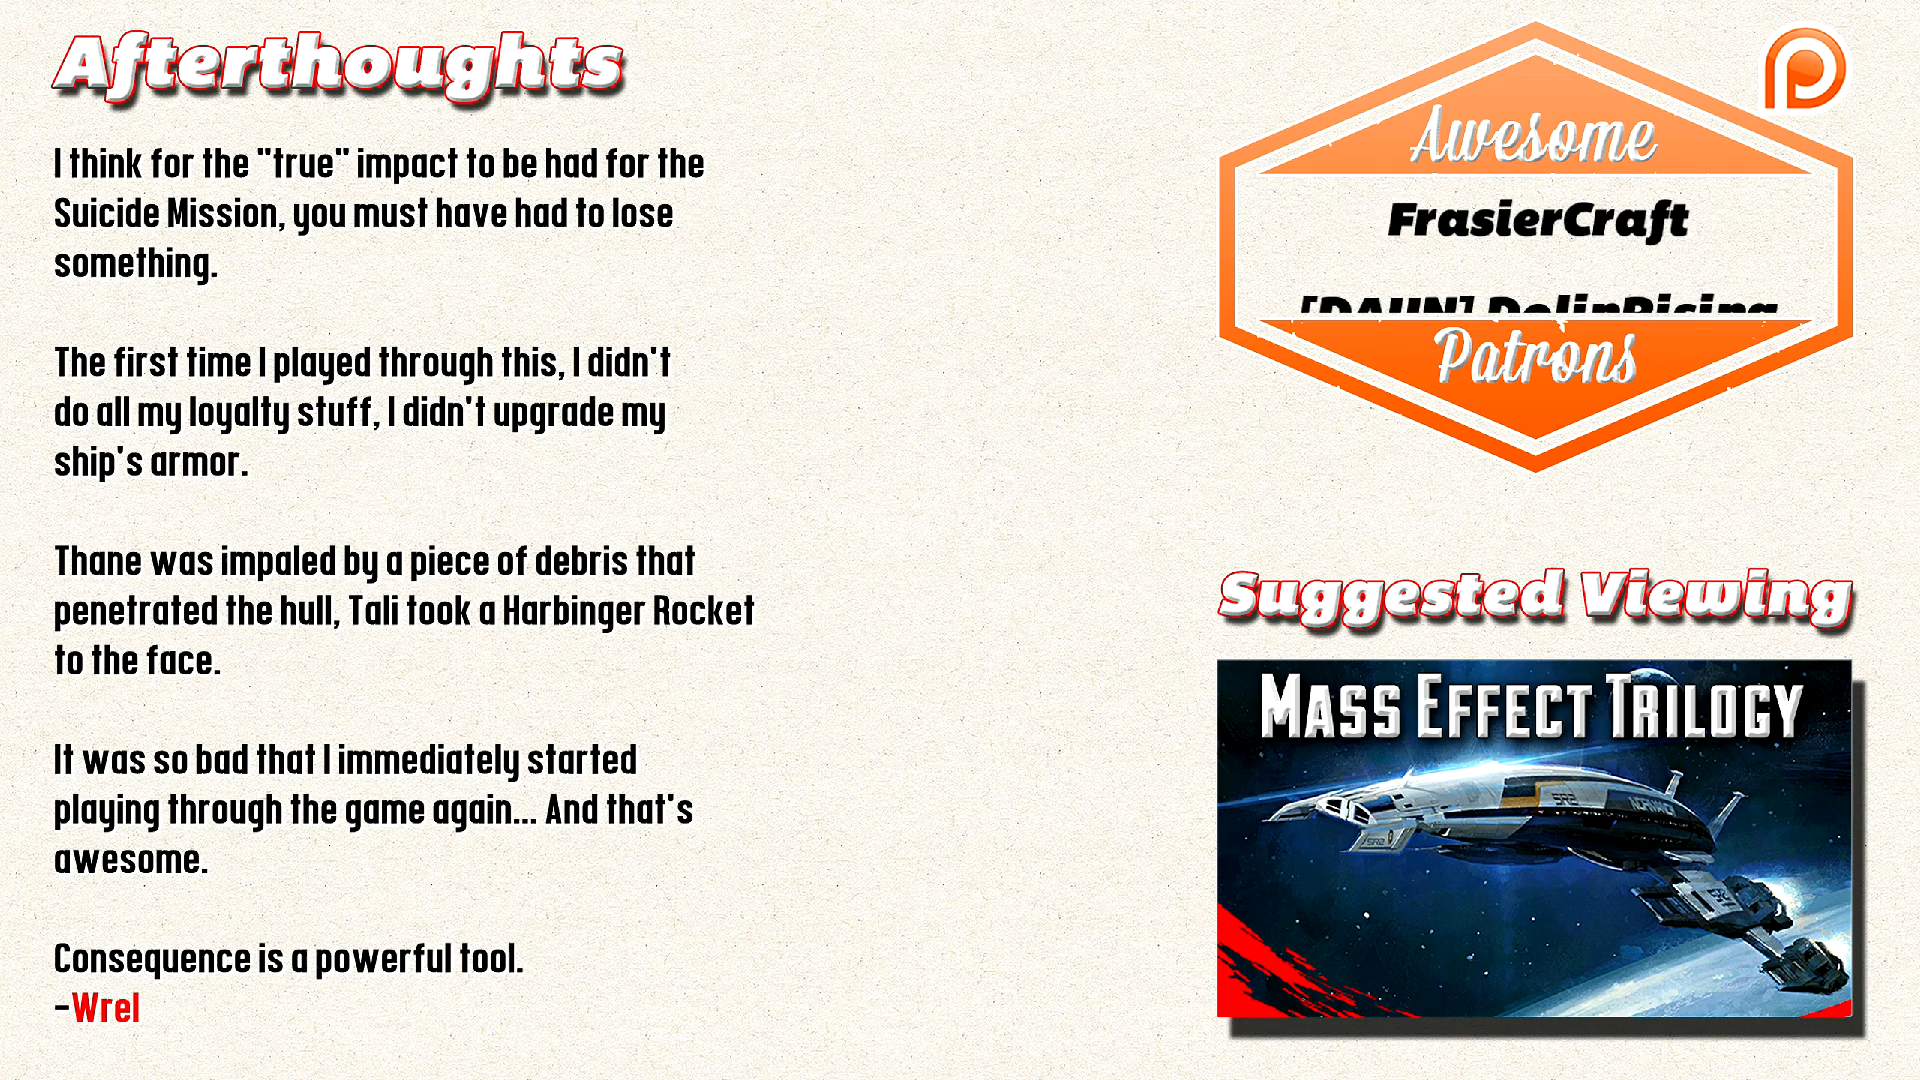 Afterthoughts
I think for the "true" impact to be had for the
Suicide Mission, you must have had to lose
something.
The first time I played through this, I didn't
do all my loyalty stuff, I didn't upgrade my
ship's armor.
Thane was impaled by a piece of debris that
penetrated the hull, Tali took a Harbinger Rocket
to the face.
It was so bad that I immediately started
playing through the game again... And that's
awesome.
Consequence is a powerful tool.
-Wrel
Awesome
FrasierCraft
Patrons
Suggested Viewing
MASS EFFECT TRILOGY
SR2
NORMANDY
SR2